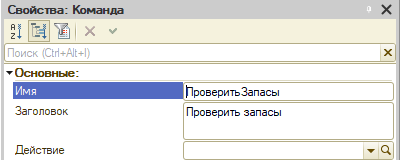 Свойства: Команда
Поиск (Ctrl+Alt+I)
Основные:
Имя ПроверитьЗапасы
Заголовок Проверить запасы
Действие